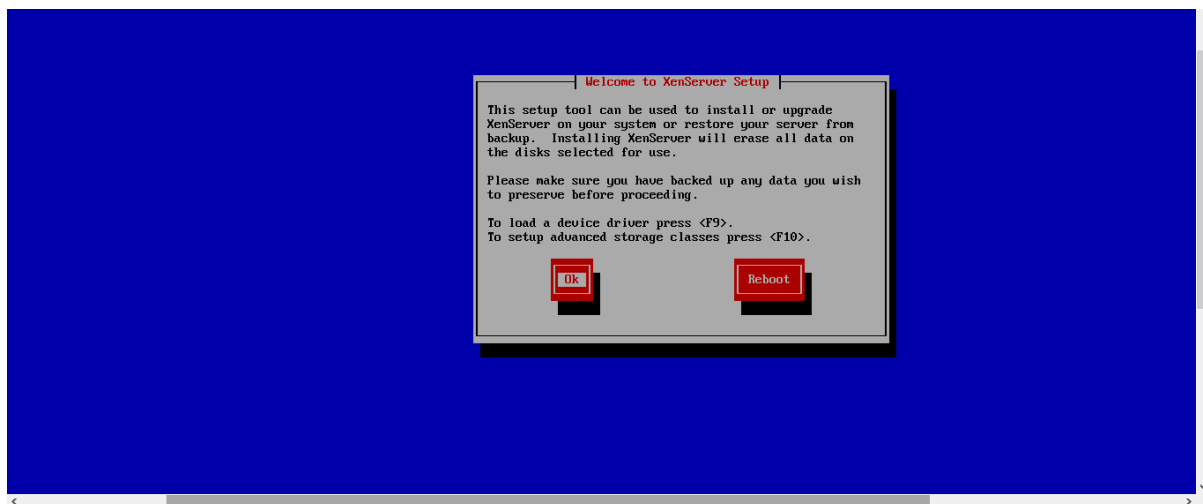 Welcome to XenServer Setup
This setup tool can be used to install or upgrade
XenServer on your system or restore your server from
backup.  Installing XenServer will erase all data on
the disks selected for use.
Please make sure you have backed up any data you wish
to preserve before proceeding.
To load a device driver press <F9>.
To setup advanced storage classes press <F10>.
Ok Reboot